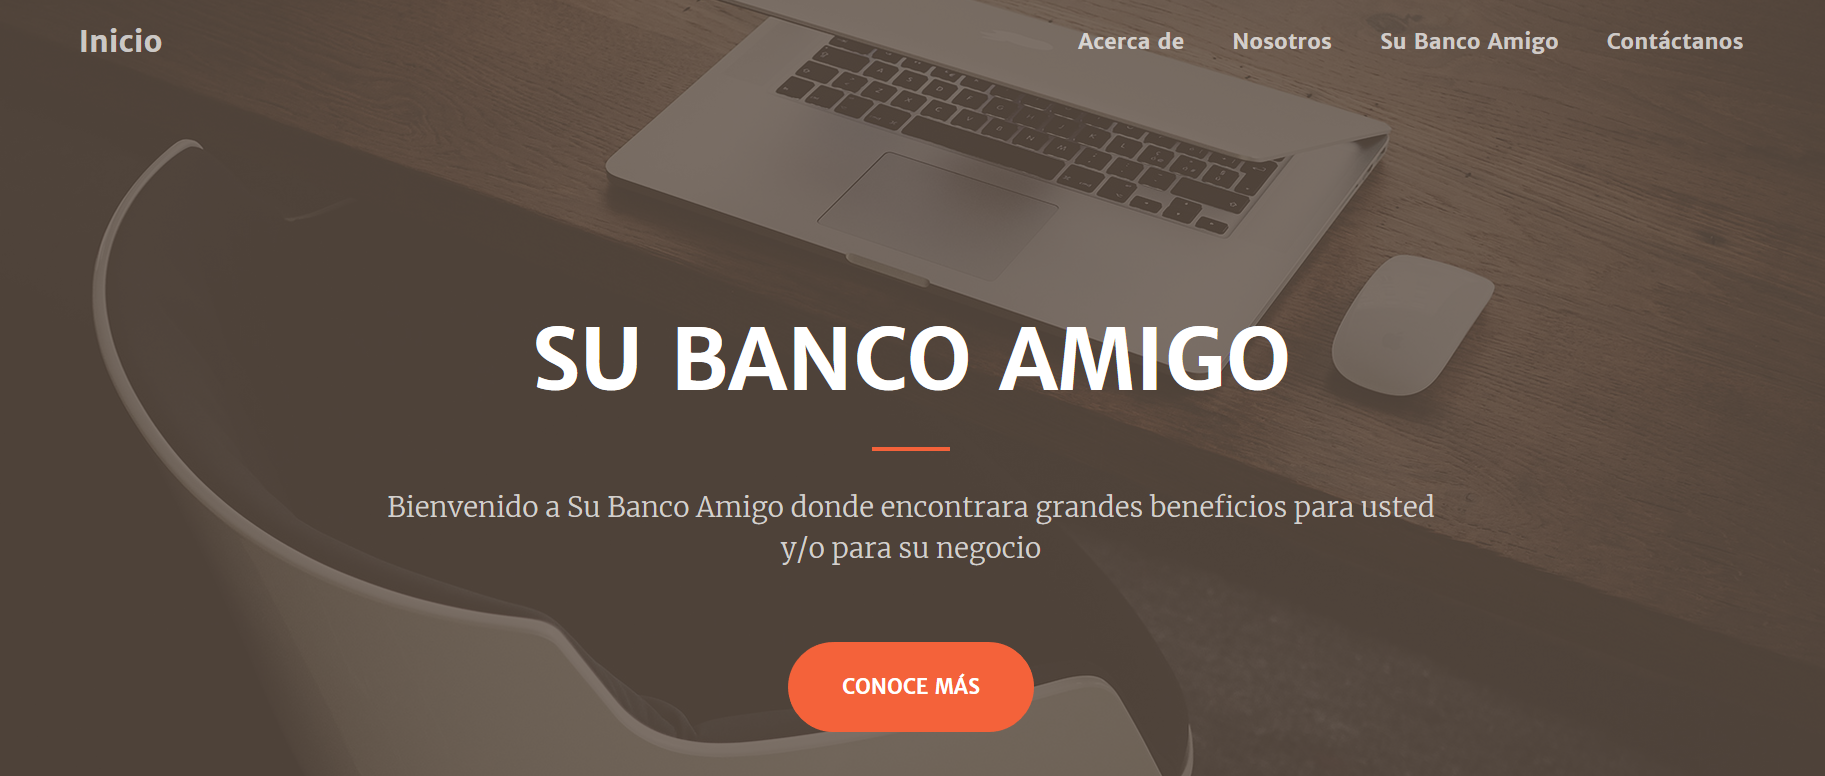 Inicio
Acerca de
Nosotros
Su Banco Amigo
Contáctanos
SU BANCO AMIGO
Bienvenido a Su Banco Amigo donde encontrara grandes beneficios para usted
y/o para su negocio
CONOCE MÁS